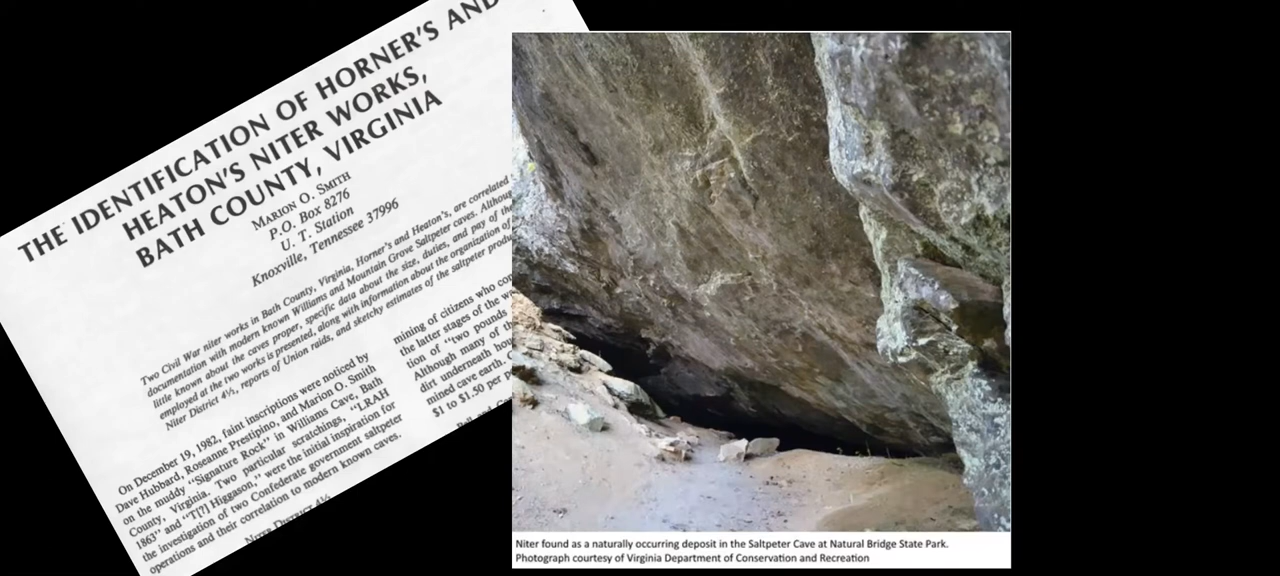 THE IDENTIFICATION OF HORNER'S AND
HEATON'S NITER WORKS,
BATH COUNTY, VIRGINIA
MARION O. SMITH
P.O. Box 8276
U. T. Station
Knoxville, Tennessee 37996
Two Civil War niter works in Bath County, Virginia, Horner's and Heaton's, are correlated
documentation with modern known Williams and Mountain Grove Saltpeter caves. Although
little known about the caves proper, specific data about the size, duties, and pay of the
employed at the two works is presented, along with information about the organization of
Niter District 4½, reports of Union raids, and sketchy estimates of the saltpeter
On December 19, 1982, faint inscriptions were noticed by
Dave Hubbard, Roseanne Prestipino, and Marion O. Smith
on the muddy "Signature Rock" in Williams Cave, Bath
County, Virginia. Two particular scratchings, "LRAH
1863" and "T[?] Higgason," were the initial inspiration for
the investigation of two Confederate government saltpeter
operations and their correlation to modern known caves.
NITER DISTRICT 4½
mining of citizens who
the latter stages of the
tion of "two pounds
Although many of
dirt underneath
mined cave earth.
$1 to $1.50 per
Niter found as a naturally occurring deposit in the Saltpeter Cave at Natural Bridge State Park.
Photograph courtesy of Virginia Department of Conservation and Recreation